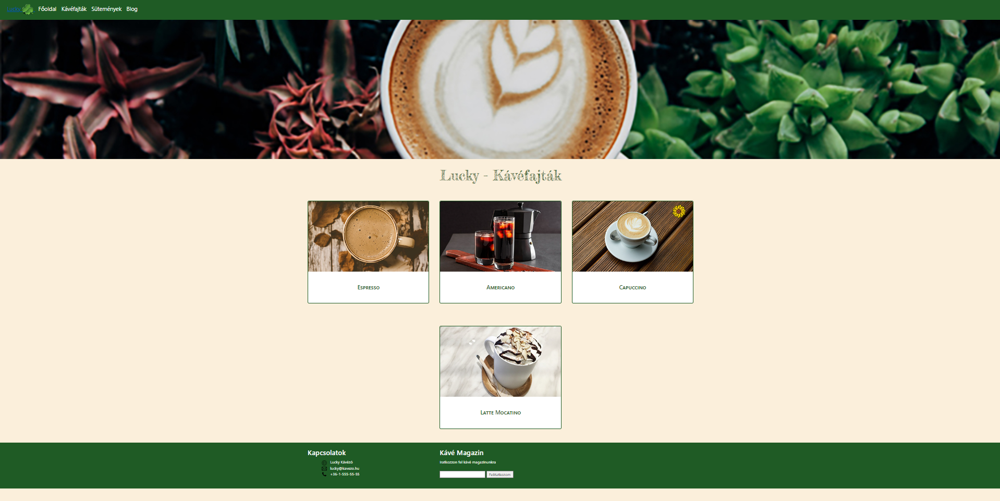 Lucky Főoldal Kávéfajták Sütemények Blog
Lucky - Kávéfajták
Espresso
Americano
Capuccino
Latte Mocatino
Kapcsolatok
Lucky Kávézó
lucky@kavezo.hu
+36-1-555-55-55
Kávé Magazin
Iratkozzon fel kávé magazinunkra
Felitatkozom